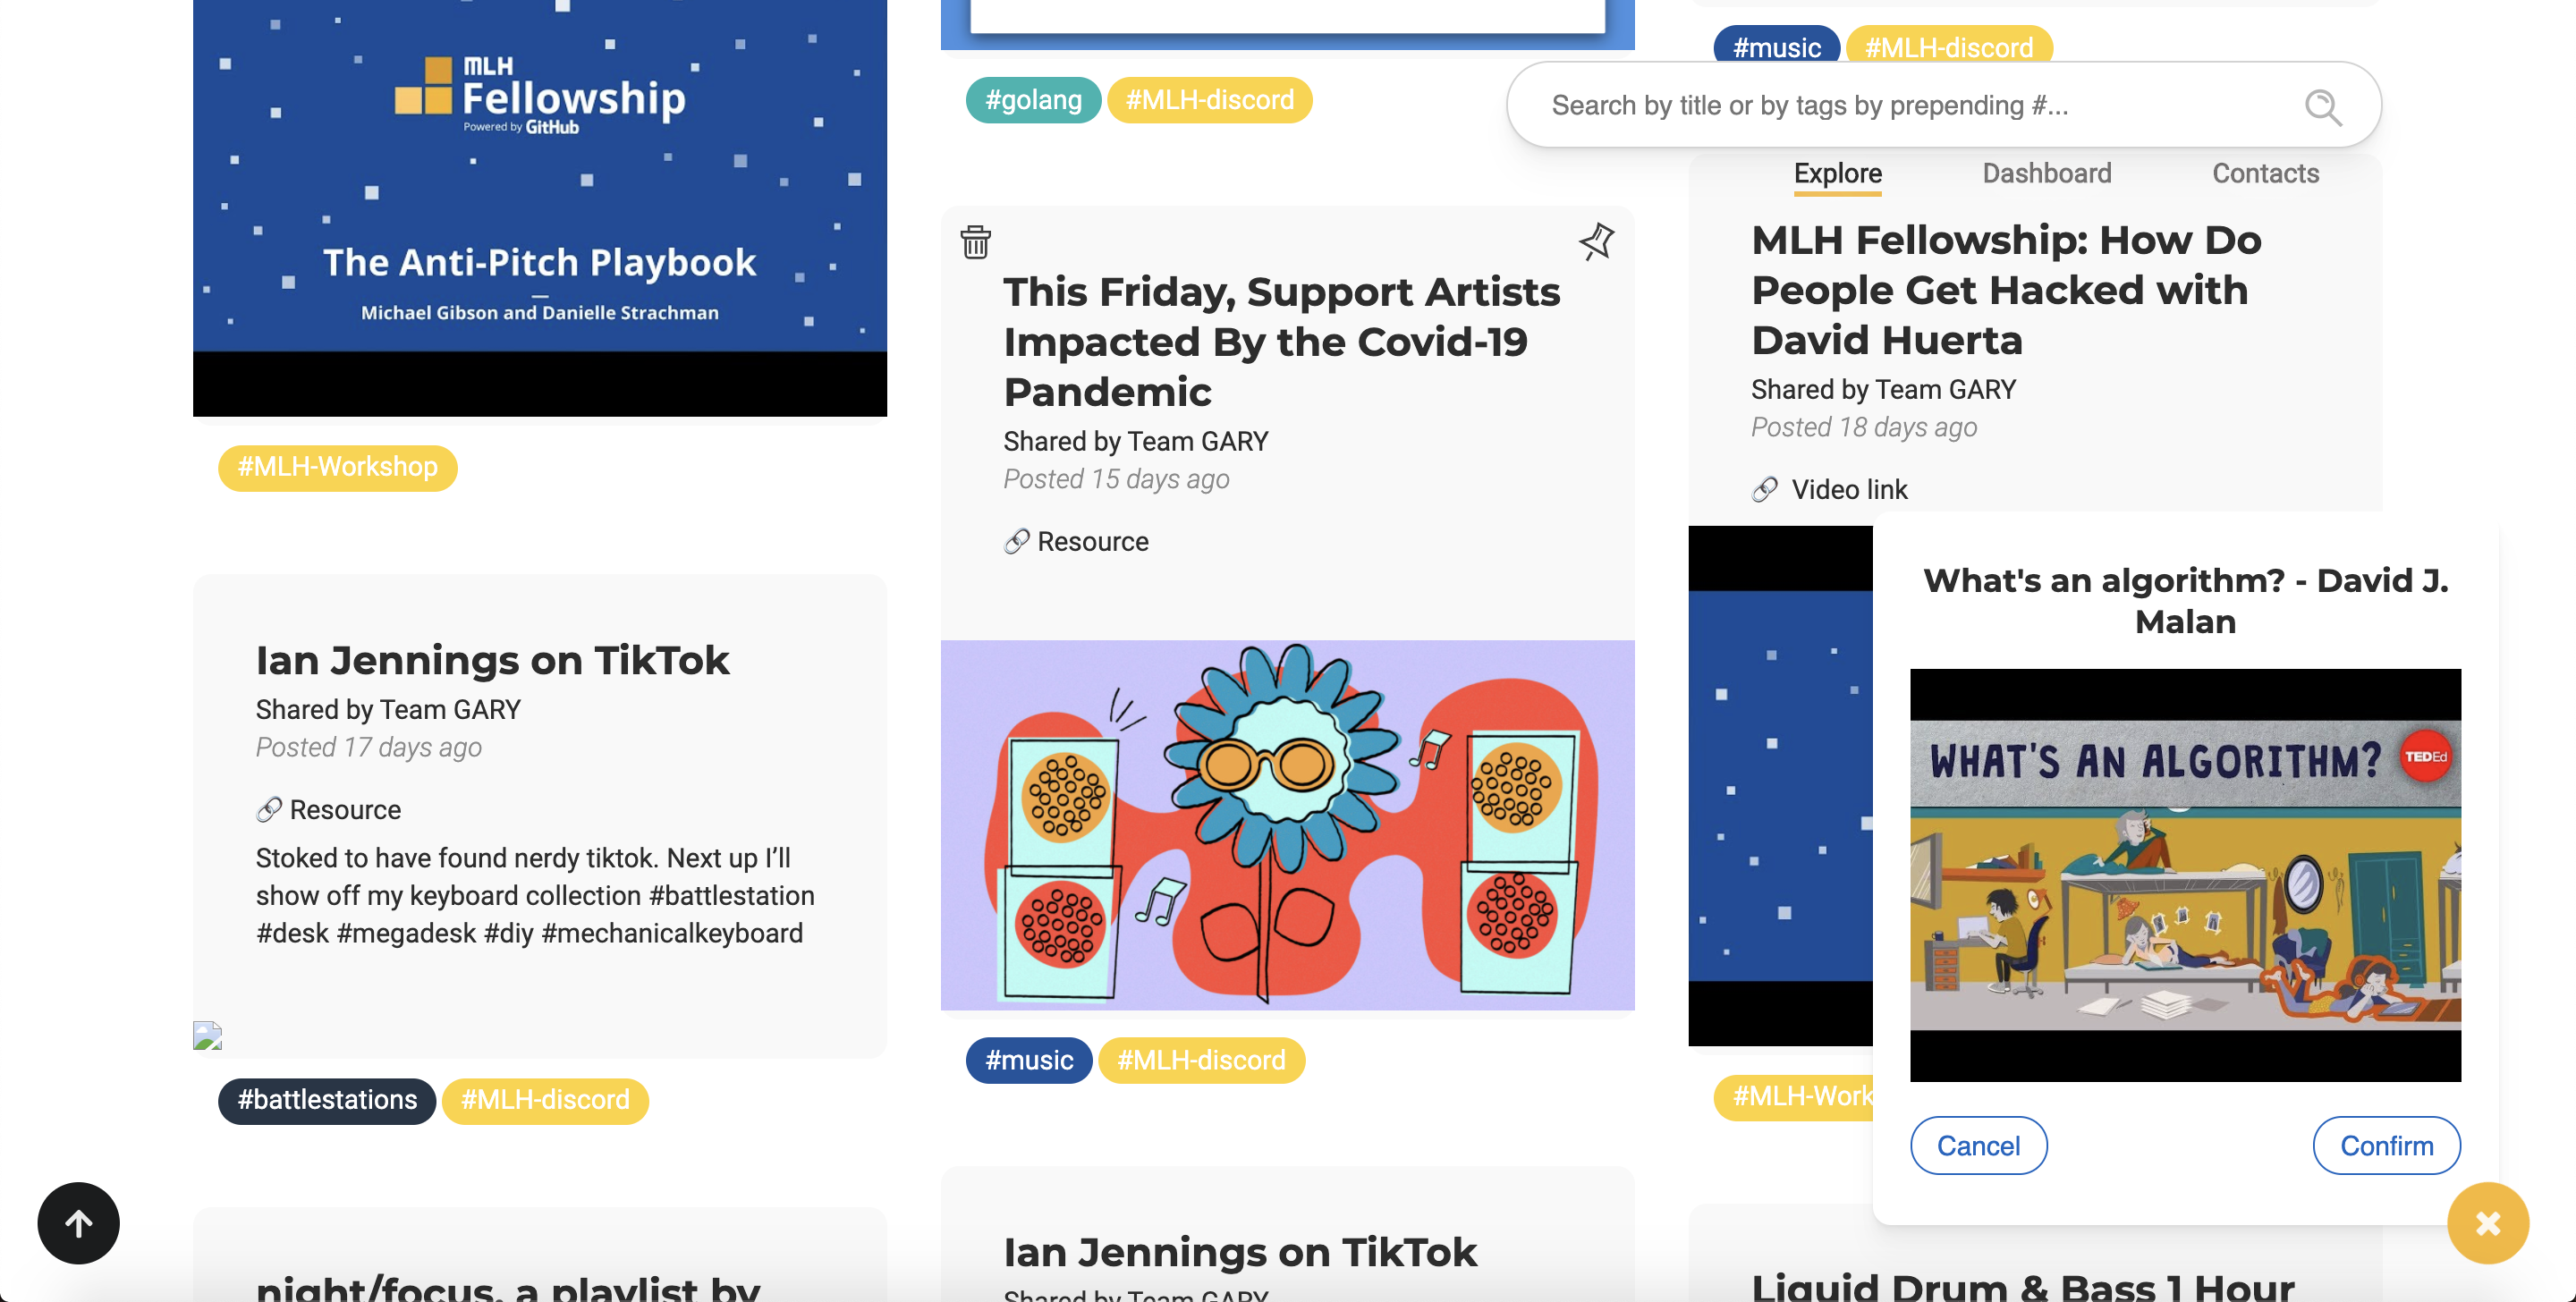 MLH
Fellowship
Powered by GitHub
The Anti-Pitch Playbook
Michael Gibson and Danielle Strachman
#MLH-Workshop
Ian Jennings on TikTok
Shared by Team GARY
Posted 17 days ago
Resource
Stoked to have found nerdy tiktok. Next up I’ll
show off my keyboard collection #battlestation
#desk #megadesk #diy #mechanicalkeyboard
#battlestations #MLH-discord
night/focus, a playlist by
#golang #MLH-discord
This Friday, Support Artists
Impacted By the Covid-19
Pandemic
Shared by Team GARY
Posted 15 days ago
Resource
#music #MLH-discord
Ian Jennings on TikTok
Shared by Team GARY
#music #MLH-discord
Search by title or by tags by prepending #...
Explore Dashboard Contacts
MLH Fellowship: How Do
People Get Hacked with
David Huerta
Shared by Team GARY
Posted 18 days ago
Video link
#MLH-Work
What's an algorithm? - David J.
Malan
WHAT'S AN ALGORITHM? TEDEd
Cancel Confirm
Liquid Drum & Bass 1 Hour